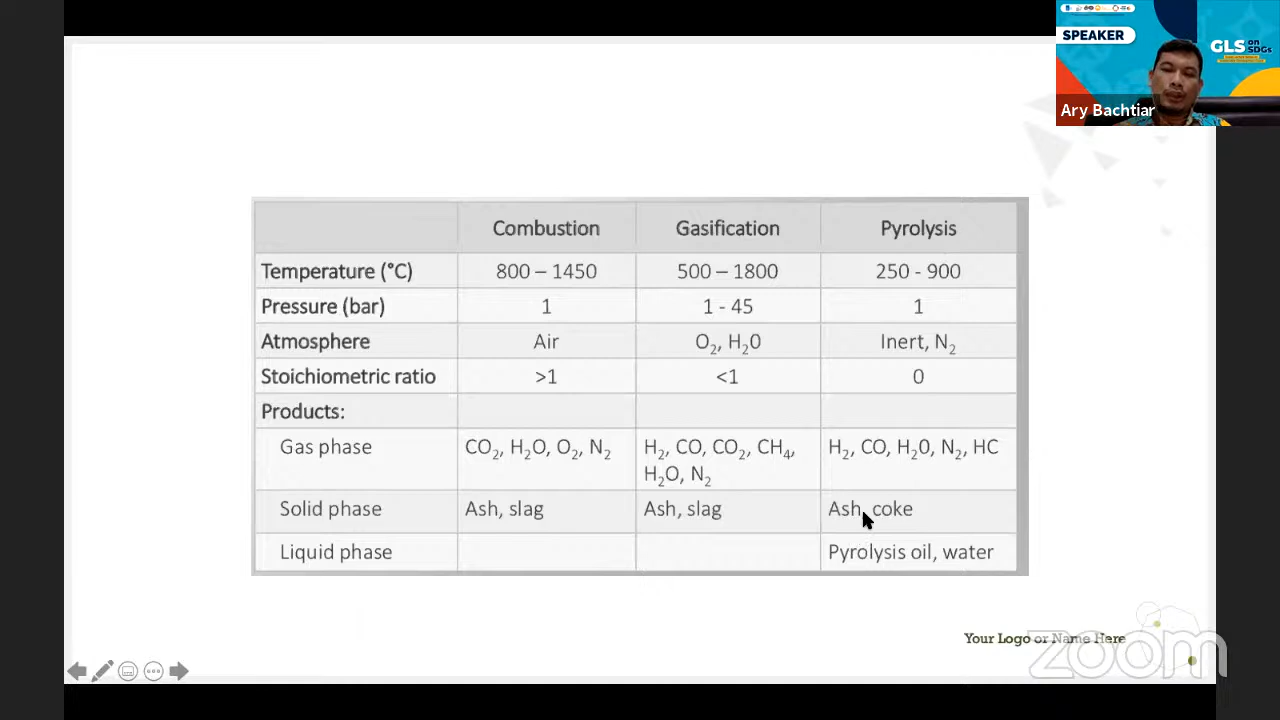 SPEAKER
GLS on SDGs
Ary Bachtiar
Combustion Gasification Pyrolysis
Temperature (°C) 800 – 1450 500 – 1800 250 - 900
Pressure (bar) 1 1 - 45 1
Atmosphere Air O₂, H₂0 Inert, N₂
Stoichiometric ratio >1 <1 0
Products:
Gas phase CO₂, H₂O, O₂, N₂ H₂, CO, CO₂, CH₄, H₂, CO, H₂0, N₂, HC
H₂O, N₂
Solid phase Ash, slag Ash, slag Ash, coke
Liquid phase Pyrolysis oil, water
Your Logo or Name Here
zoom